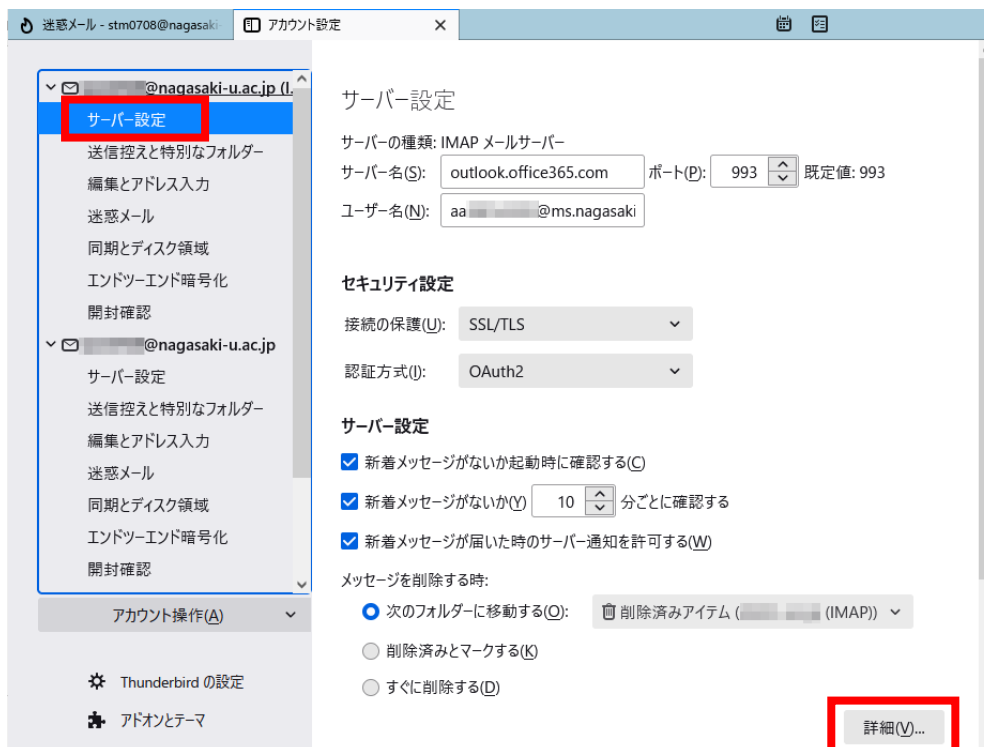 迷惑メール - stm0708@nagasaki-
アカウント設定
@nagasaki-u.ac.jp (I.
サーバー設定
送信控えと特別なフォルダー
編集とアドレス入力
迷惑メール
同期とディスク領域
エンドツーエンド暗号化
開封確認
@nagasaki-u.ac.jp
サーバー設定
送信控えと特別なフォルダー
編集とアドレス入力
迷惑メール
同期とディスク領域
エンドツーエンド暗号化
開封確認
アカウント操作(A)
Thunderbird の設定
アドオンとテーマ
サーバー設定
サーバーの種類: IMAP メールサーバー
サーバー名(S): outlook.office365.com ポート(P): 993 既定値: 993
ユーザー名(N): aa @ms.nagasaki
セキュリティ設定
接続の保護(U): SSL/TLS
認証方式(I): OAuth2
サーバー設定
新着メッセージがないか起動時に確認する(C)
新着メッセージがないか(Y) 10 分ごとに確認する
新着メッセージが届いた時のサーバー通知を許可する(W)
メッセージを削除する時:
次のフォルダーに移動する(O): 削除済みアイテム ( (IMAP))
削除済みとマークする(K)
すぐに削除する(D)
詳細(V)...